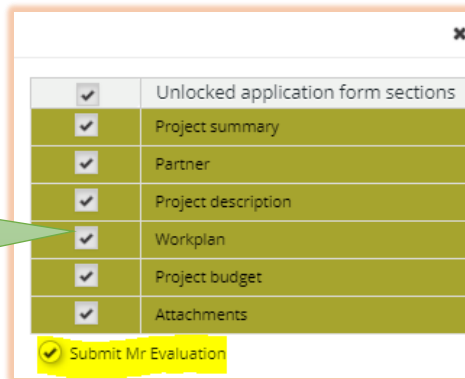 Unlocked application form sections
Project summary
Partner
Project description
Workplan
Project budget
Attachments
Submit Mr Evaluation